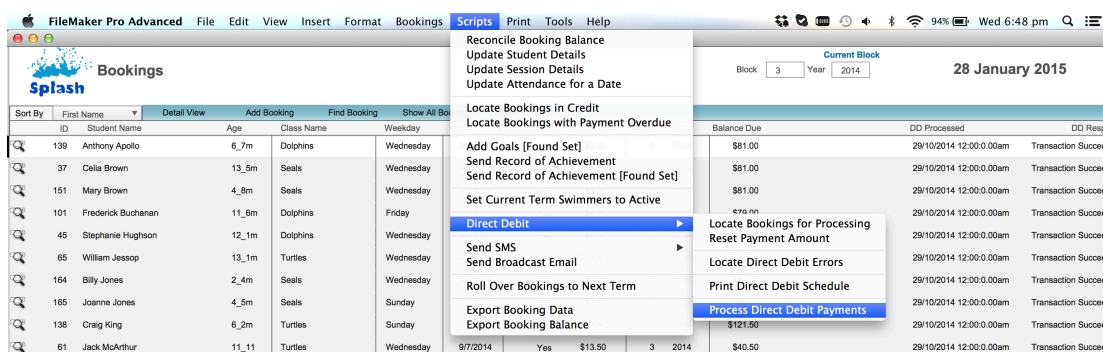 FileMaker Pro Advanced File Edit View Insert Format Bookings Scripts Print Tools Help 94% Wed 6:48 pm
Reconcile Booking Balance
Update Student Details
Update Session Details
Update Attendance for a Date
Locate Bookings in Credit
Locate Bookings with Payment Overdue
Add Goals [Found Set]
Send Record of Achievement
Send Record of Achievement [Found Set]
Set Current Term Swimmers to Active
Direct Debit
Send SMS
Send Broadcast Email
Roll Over Bookings to Next Term
Export Booking Data
Export Booking Balance
Locate Bookings for Processing
Reset Payment Amount
Locate Direct Debit Errors
Print Direct Debit Schedule
Process Direct Debit Payments
Splash
Bookings
Current Block
Block 3 Year 2014
28 January 2015
Sort By First Name Detail View Add Booking Find Booking Show All Bo
ID Student Name Age Class Name Weekday Balance Due DD Processed DD Resp
139 Anthony Apollo 6_7m Dolphins Wednesday $81.00 29/10/2014 12:00:0.00am Transaction Succee
37 Celia Brown 13_5m Seals Wednesday $81.00 29/10/2014 12:00:0.00am Transaction Succee
151 Mary Brown 4_8m Seals Wednesday $81.00 29/10/2014 12:00:0.00am Transaction Succee
101 Frederick Buchanan 11_6m Dolphins Friday $79.00 29/10/2014 12:00:0.00am Transaction Succee
45 Stephanie Hughson 12_1m Dolphins Wednesday 29/10/2014 12:00:0.00am Transaction Succee
65 William Jessop 13_1m Turtles Wednesday 29/10/2014 12:00:0.00am Transaction Succee
164 Billy Jones 2_4m Seals Wednesday 29/10/2014 12:00:0.00am Transaction Succee
165 Joanne Jones 4_5m Seals Sunday 29/10/2014 12:00:0.00am Transaction Succee
138 Craig King 6_2m Turtles Sunday $121.50 29/10/2014 12:00:0.00am Transaction Succee
61 Jack McArthur 11_11 Turtles Wednesday 9/7/2014 Yes $13.50 3 2014 $40.50 29/10/2014 12:00:0.00am Transaction Succee